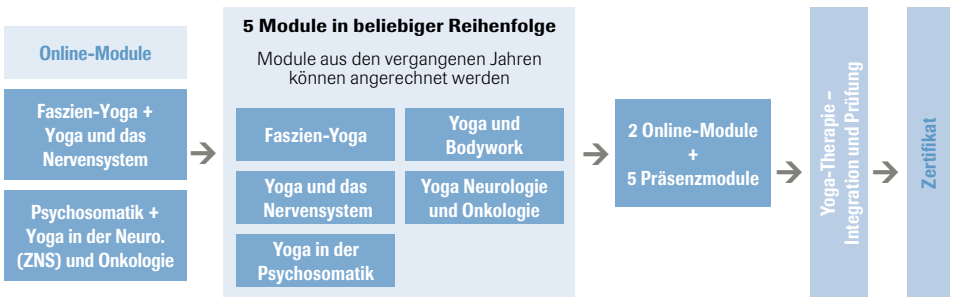 Online-Module
Faszien-Yoga +
Yoga und das
Nervensystem
Psychosomatik +
Yoga in der Neuro.
(ZNS) und Onkologie
5 Module in beliebiger Reihenfolge
Module aus den vergangenen Jahren
können angerechnet werden
Faszien-Yoga
Yoga und
Bodywork
Yoga und das
Nervensystem
Yoga Neurologie
und Onkologie
Yoga in der
Psychosomatik
2 Online-Module
+
5 Präsenzmodule
Yoga-Therapie –
Integration und Prüfung
Zertifikat